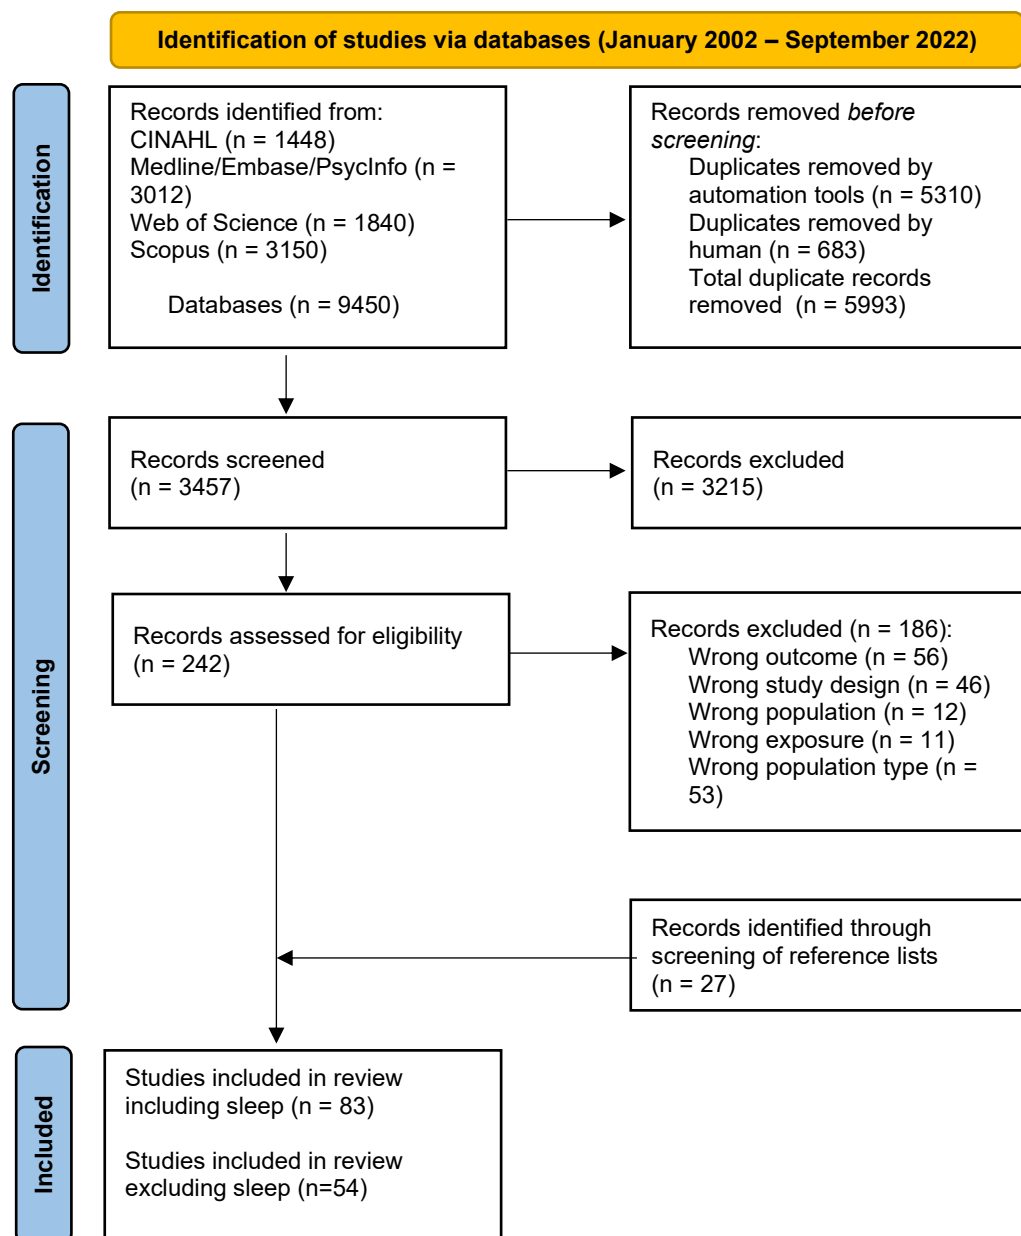 Identification of studies via databases (January 2002 – September 2022)
Identification
Records identified from:
CINAHL (n = 1448)
Medline/Embase/PsycInfo (n =
3012)
Web of Science (n = 1840)
Scopus (n = 3150)
Databases (n = 9450)
Records removed before
screening:
Duplicates removed by
automation tools (n = 5310)
Duplicates removed by
human (n = 683)
Total duplicate records
removed  (n = 5993)
Screening
Records screened
(n = 3457)
Records excluded
(n = 3215)
Records assessed for eligibility
(n = 242)
Records excluded (n = 186):
Wrong outcome (n = 56)
Wrong study design (n = 46)
Wrong population (n = 12)
Wrong exposure (n = 11)
Wrong population type (n =
53)
Records identified through
screening of reference lists
(n = 27)
Included
Studies included in review
including sleep (n = 83)
Studies included in review
excluding sleep (n=54)